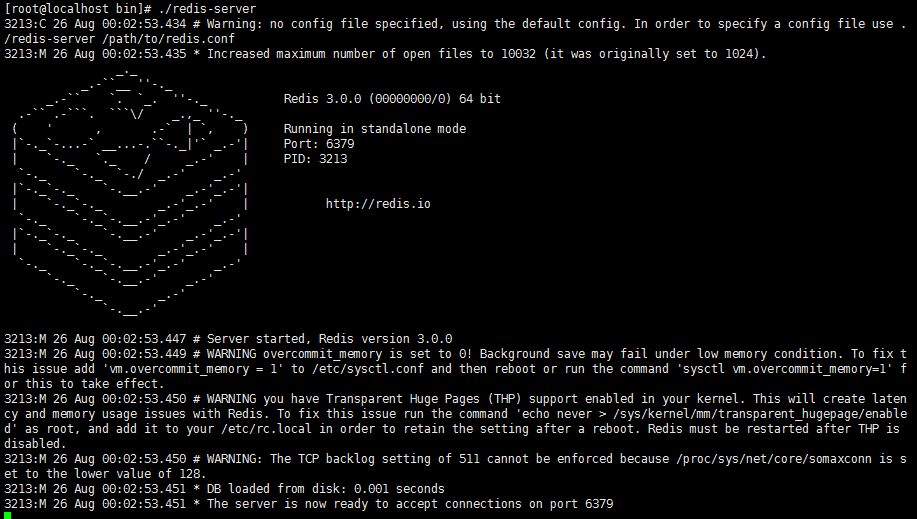 [root@localhost bin]# ./redis-server
3213:C 26 Aug 00:02:53.434 # Warning: no config file specified, using the default config. In order to specify a config file use .
/redis-server /path/to/redis.conf
3213:M 26 Aug 00:02:53.435 * Increased maximum number of open files to 10032 (it was originally set to 1024).
Redis 3.0.0 (00000000/0) 64 bit
Running in standalone mode
Port: 6379
PID: 3213
http://redis.io
3213:M 26 Aug 00:02:53.447 # Server started, Redis version 3.0.0
3213:M 26 Aug 00:02:53.449 # WARNING overcommit_memory is set to 0! Background save may fail under low memory condition. To fix t
his issue add 'vm.overcommit_memory = 1' to /etc/sysctl.conf and then reboot or run the command 'sysctl vm.overcommit_memory=1' f
or this to take effect.
3213:M 26 Aug 00:02:53.450 # WARNING you have Transparent Huge Pages (THP) support enabled in your kernel. This will create laten
cy and memory usage issues with Redis. To fix this issue run the command 'echo never > /sys/kernel/mm/transparent_hugepage/enable
d' as root, and add it to your /etc/rc.local in order to retain the setting after a reboot. Redis must be restarted after THP is 
disabled.
3213:M 26 Aug 00:02:53.450 # WARNING: The TCP backlog setting of 511 cannot be enforced because /proc/sys/net/core/somaxconn is s
et to the lower value of 128.
3213:M 26 Aug 00:02:53.451 * DB loaded from disk: 0.001 seconds
3213:M 26 Aug 00:02:53.451 * The server is now ready to accept connections on port 6379